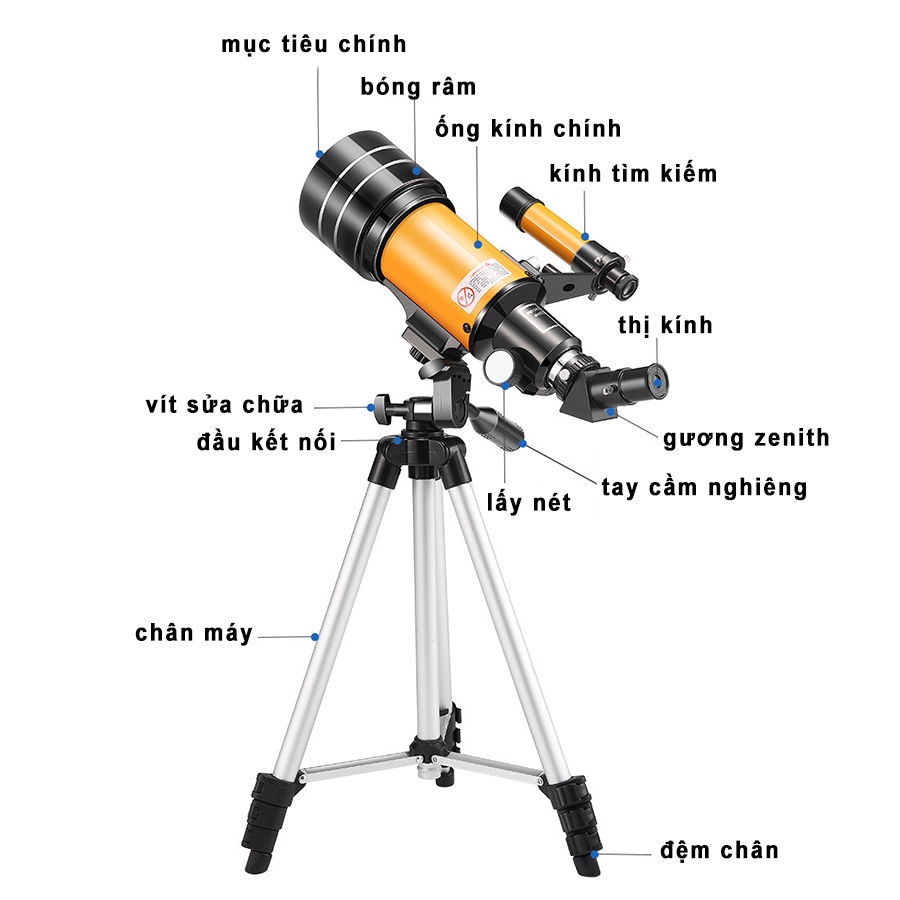 mục tiêu chính
bóng râm
ống kính chính
kính tìm kiếm
thị kính
vít sửa chữa
đầu kết nối
gương zenith
tay cầm nghiêng
lấy nét
chân máy
đệm chân